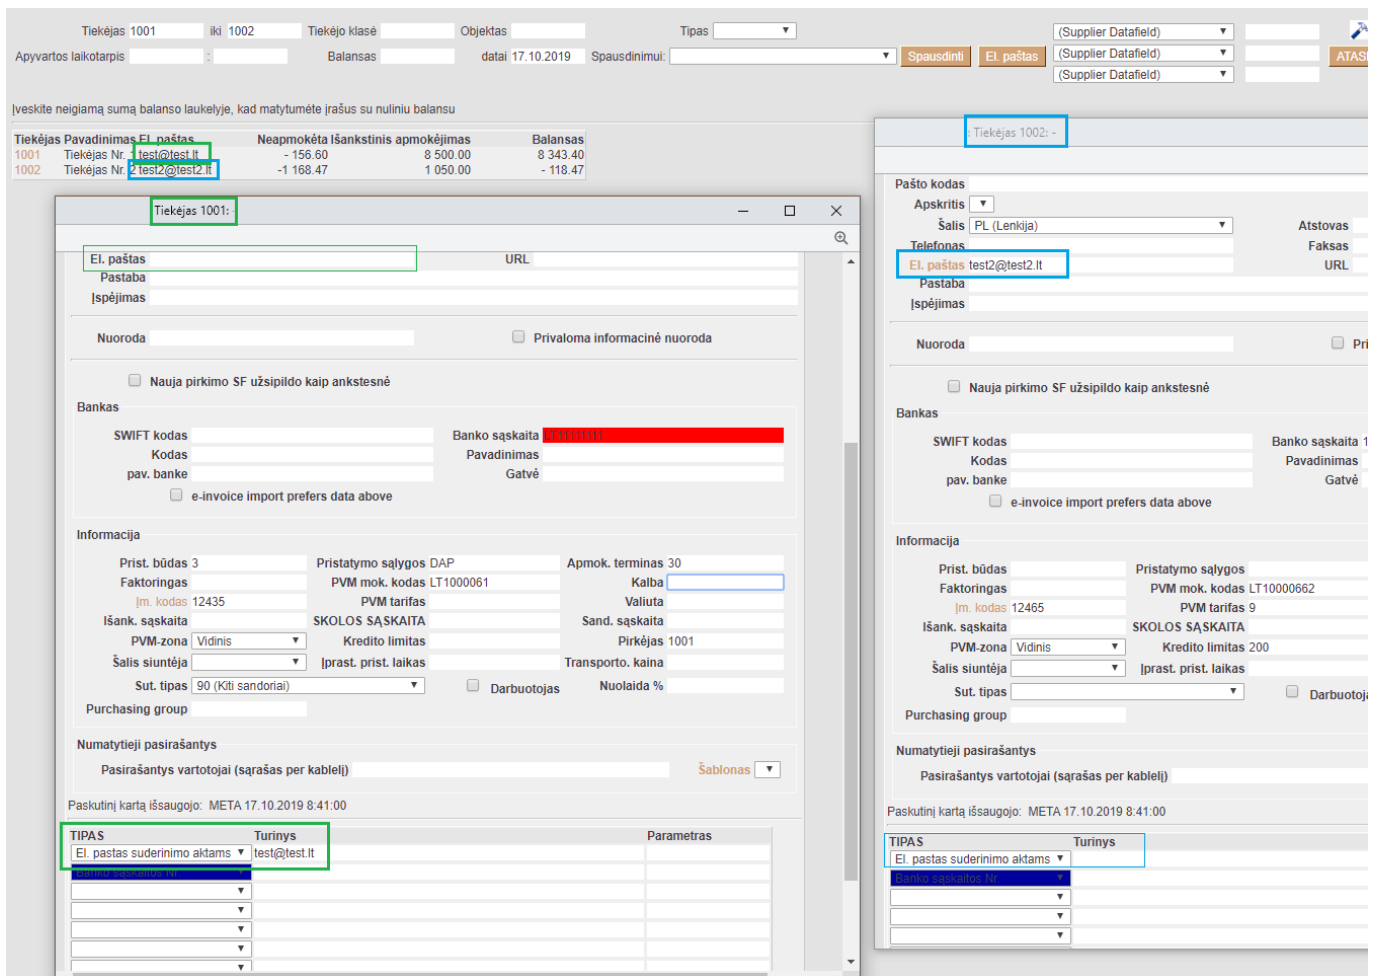 Tiekėjas 1001 iki 1002 Tiekėjo klasė Objektas Tipas (Supplier Datafield)
Apyvartos laikotarpis : Balansas datai 17.10.2019 Spausdinimui: Spausdinti El. paštas (Supplier Datafield)
(Supplier Datafield)
Įveskite neigiamą sumą balanso laukelyje, kad matytumėte įrašus su nuliniu balansu
Tiekėjas Pavadinimas El. paštas Neapmokėta Išankstinis apmokėjimas Balansas
1001 Tiekėjas Nr. 1 test@test.lt - 156.60 8 500.00 8 343.40
1002 Tiekėjas Nr. 2 test2@test2.lt -1 168.47 1 050.00 - 118.47
Tiekėjas 1001: -
El. paštas URL
Pastaba
Įspėjimas
Nuoroda Privaloma informacinė nuoroda
Nauja pirkimo SF užsipildo kaip ankstesnė
Bankas
SWIFT kodas Banko sąskaita LT11111111
Kodas Pavadinimas
pav. banke Gatvė
e-invoice import prefers data above
Informacija
Prist. būdas 3 Pristatymo sąlygos DAP Apmok. terminas 30
Faktoringas PVM mok. kodas LT1000061 Kalba
Įm. kodas 12435 PVM tarifas Valiuta
Išank. sąskaita SKOLOS SĄSKAITA Sand. sąskaita
PVM-zona Vidinis Kredito limitas Pirkėjas 1001
Šalis siuntėja Įprast. prist. laikas Transporto. kaina
Sut. tipas 90 (Kiti sandoriai) Darbuotojas Nuolaida %
Purchasing group
Numatytieji pasirašantys
Pasirašantys vartotojai (sąrašas per kablelį) Šablonas
Paskutinį kartą išsaugojo: META 17.10.2019 8:41:00
TIPAS Turinys Parametras
El. pastas suderinimo aktams test@test.lt
Banko sąskaitos Nr
: Tiekėjas 1002: -
Pašto kodas
Apskritis
Šalis PL (Lenkija) Atstovas
Telefonas Faksas
El. paštas test2@test2.lt URL
Pastaba
Įspėjimas
Nuoroda
Nauja pirkimo SF užsipildo kaip ankstesnė
Bankas
SWIFT kodas Banko sąskaita 1
Kodas Pavadinimas
pav. banke Gatvė
e-invoice import prefers data above
Informacija
Prist. būdas Pristatymo sąlygos
Faktoringas PVM mok. kodas LT10000662
Įm. kodas 12465 PVM tarifas 9
Išank. sąskaita SKOLOS SĄSKAITA
PVM-zona Vidinis Kredito limitas 200
Šalis siuntėja Įprast. prist. laikas
Sut. tipas Darbuotoja
Purchasing group
Numatytieji pasirašantys
Pasirašantys vartotojai (sąrašas per kablelį)
Paskutinį kartą išsaugojo: META 17.10.2019 8:41:00
TIPAS Turinys
El. pastas suderinimo aktams
Banko sąskaitos Nr